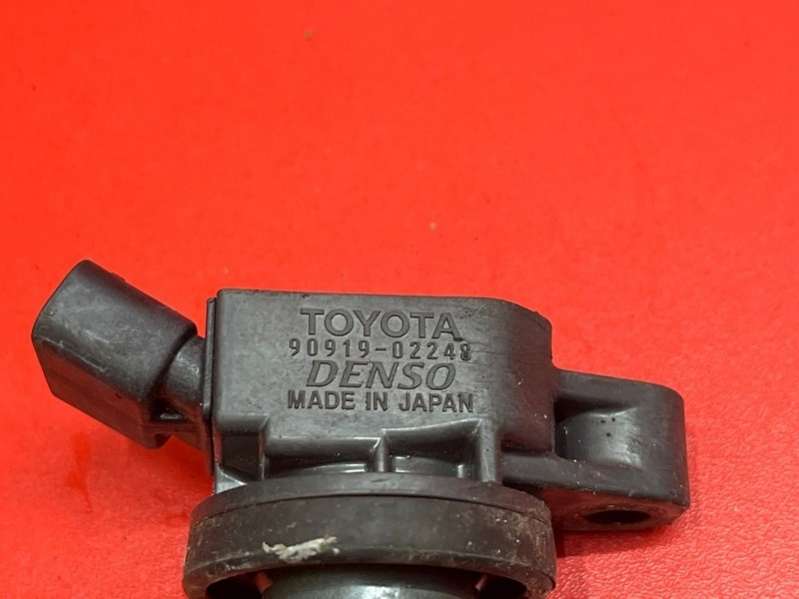 TOYOTA
90919-02248
DENSO
MADE IN JAPAN